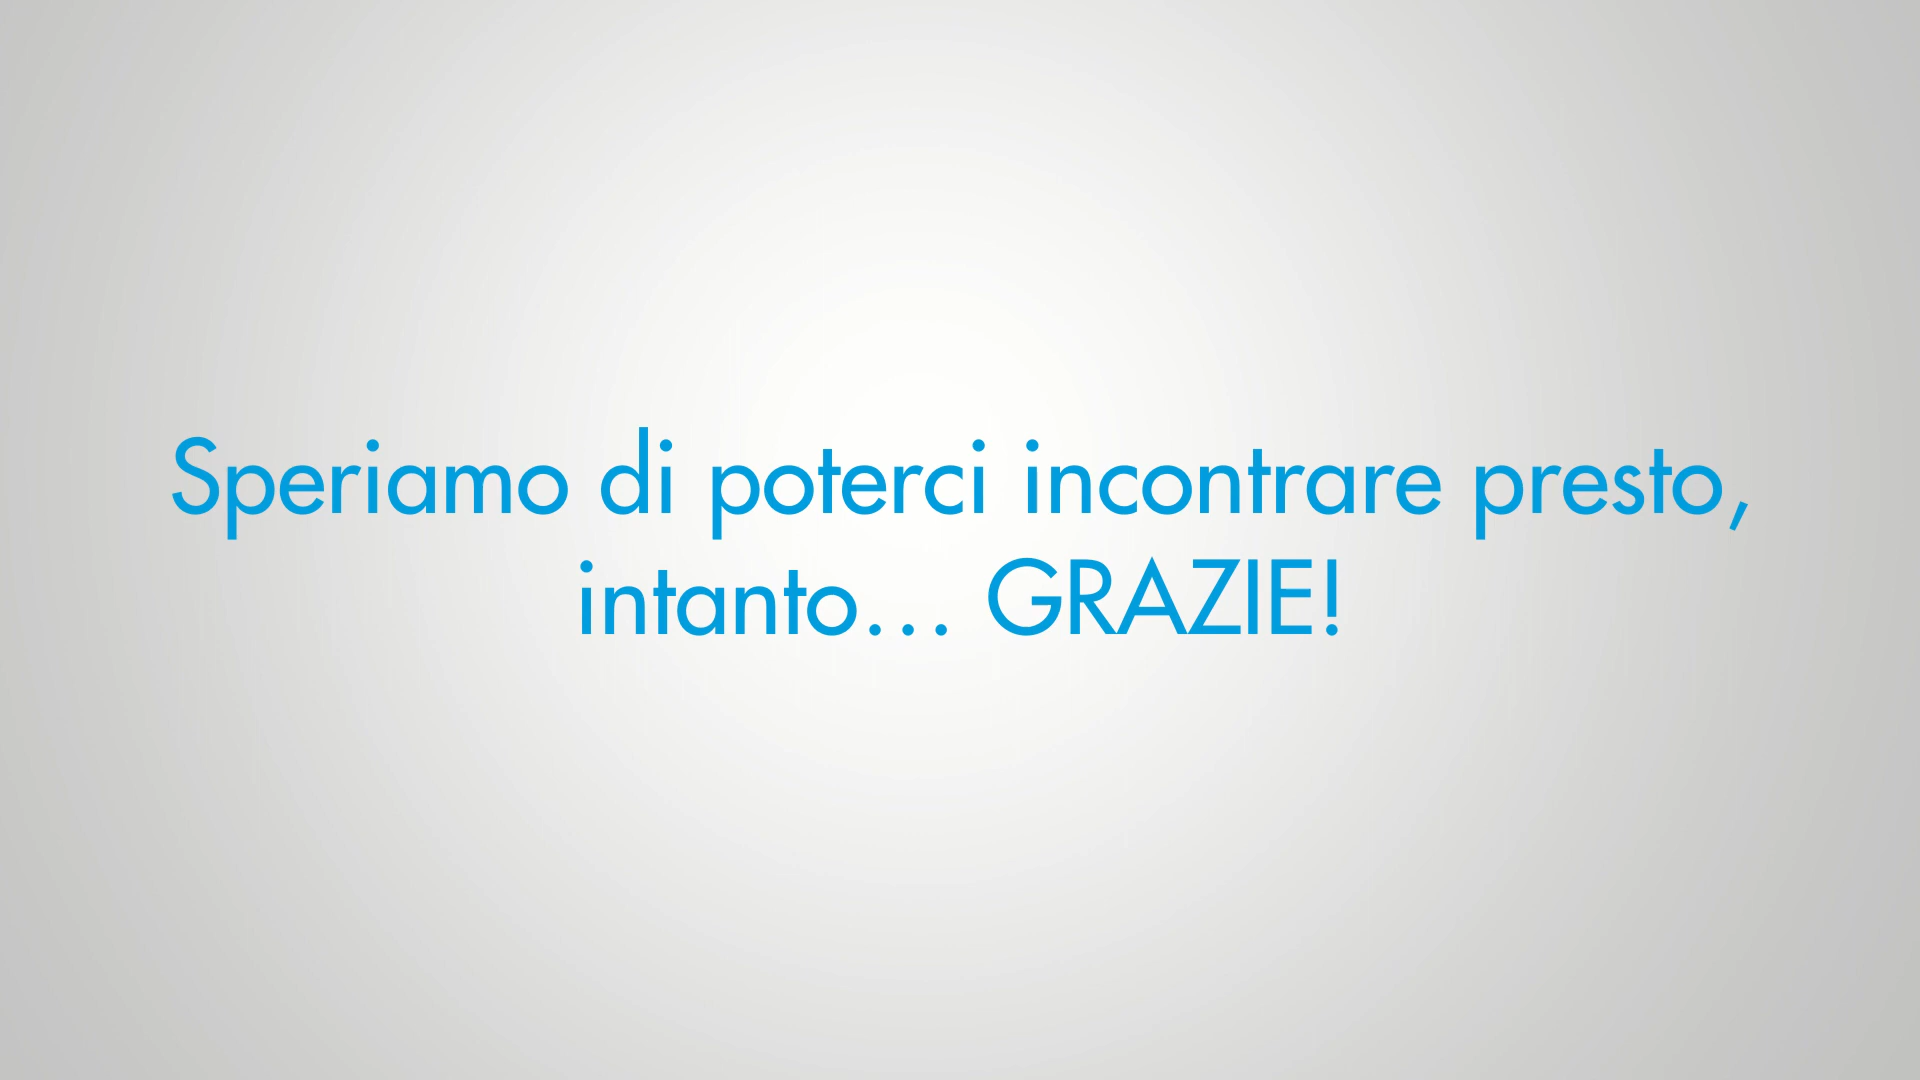 Speriamo di poterci incontrare presto,
intanto… GRAZIE!